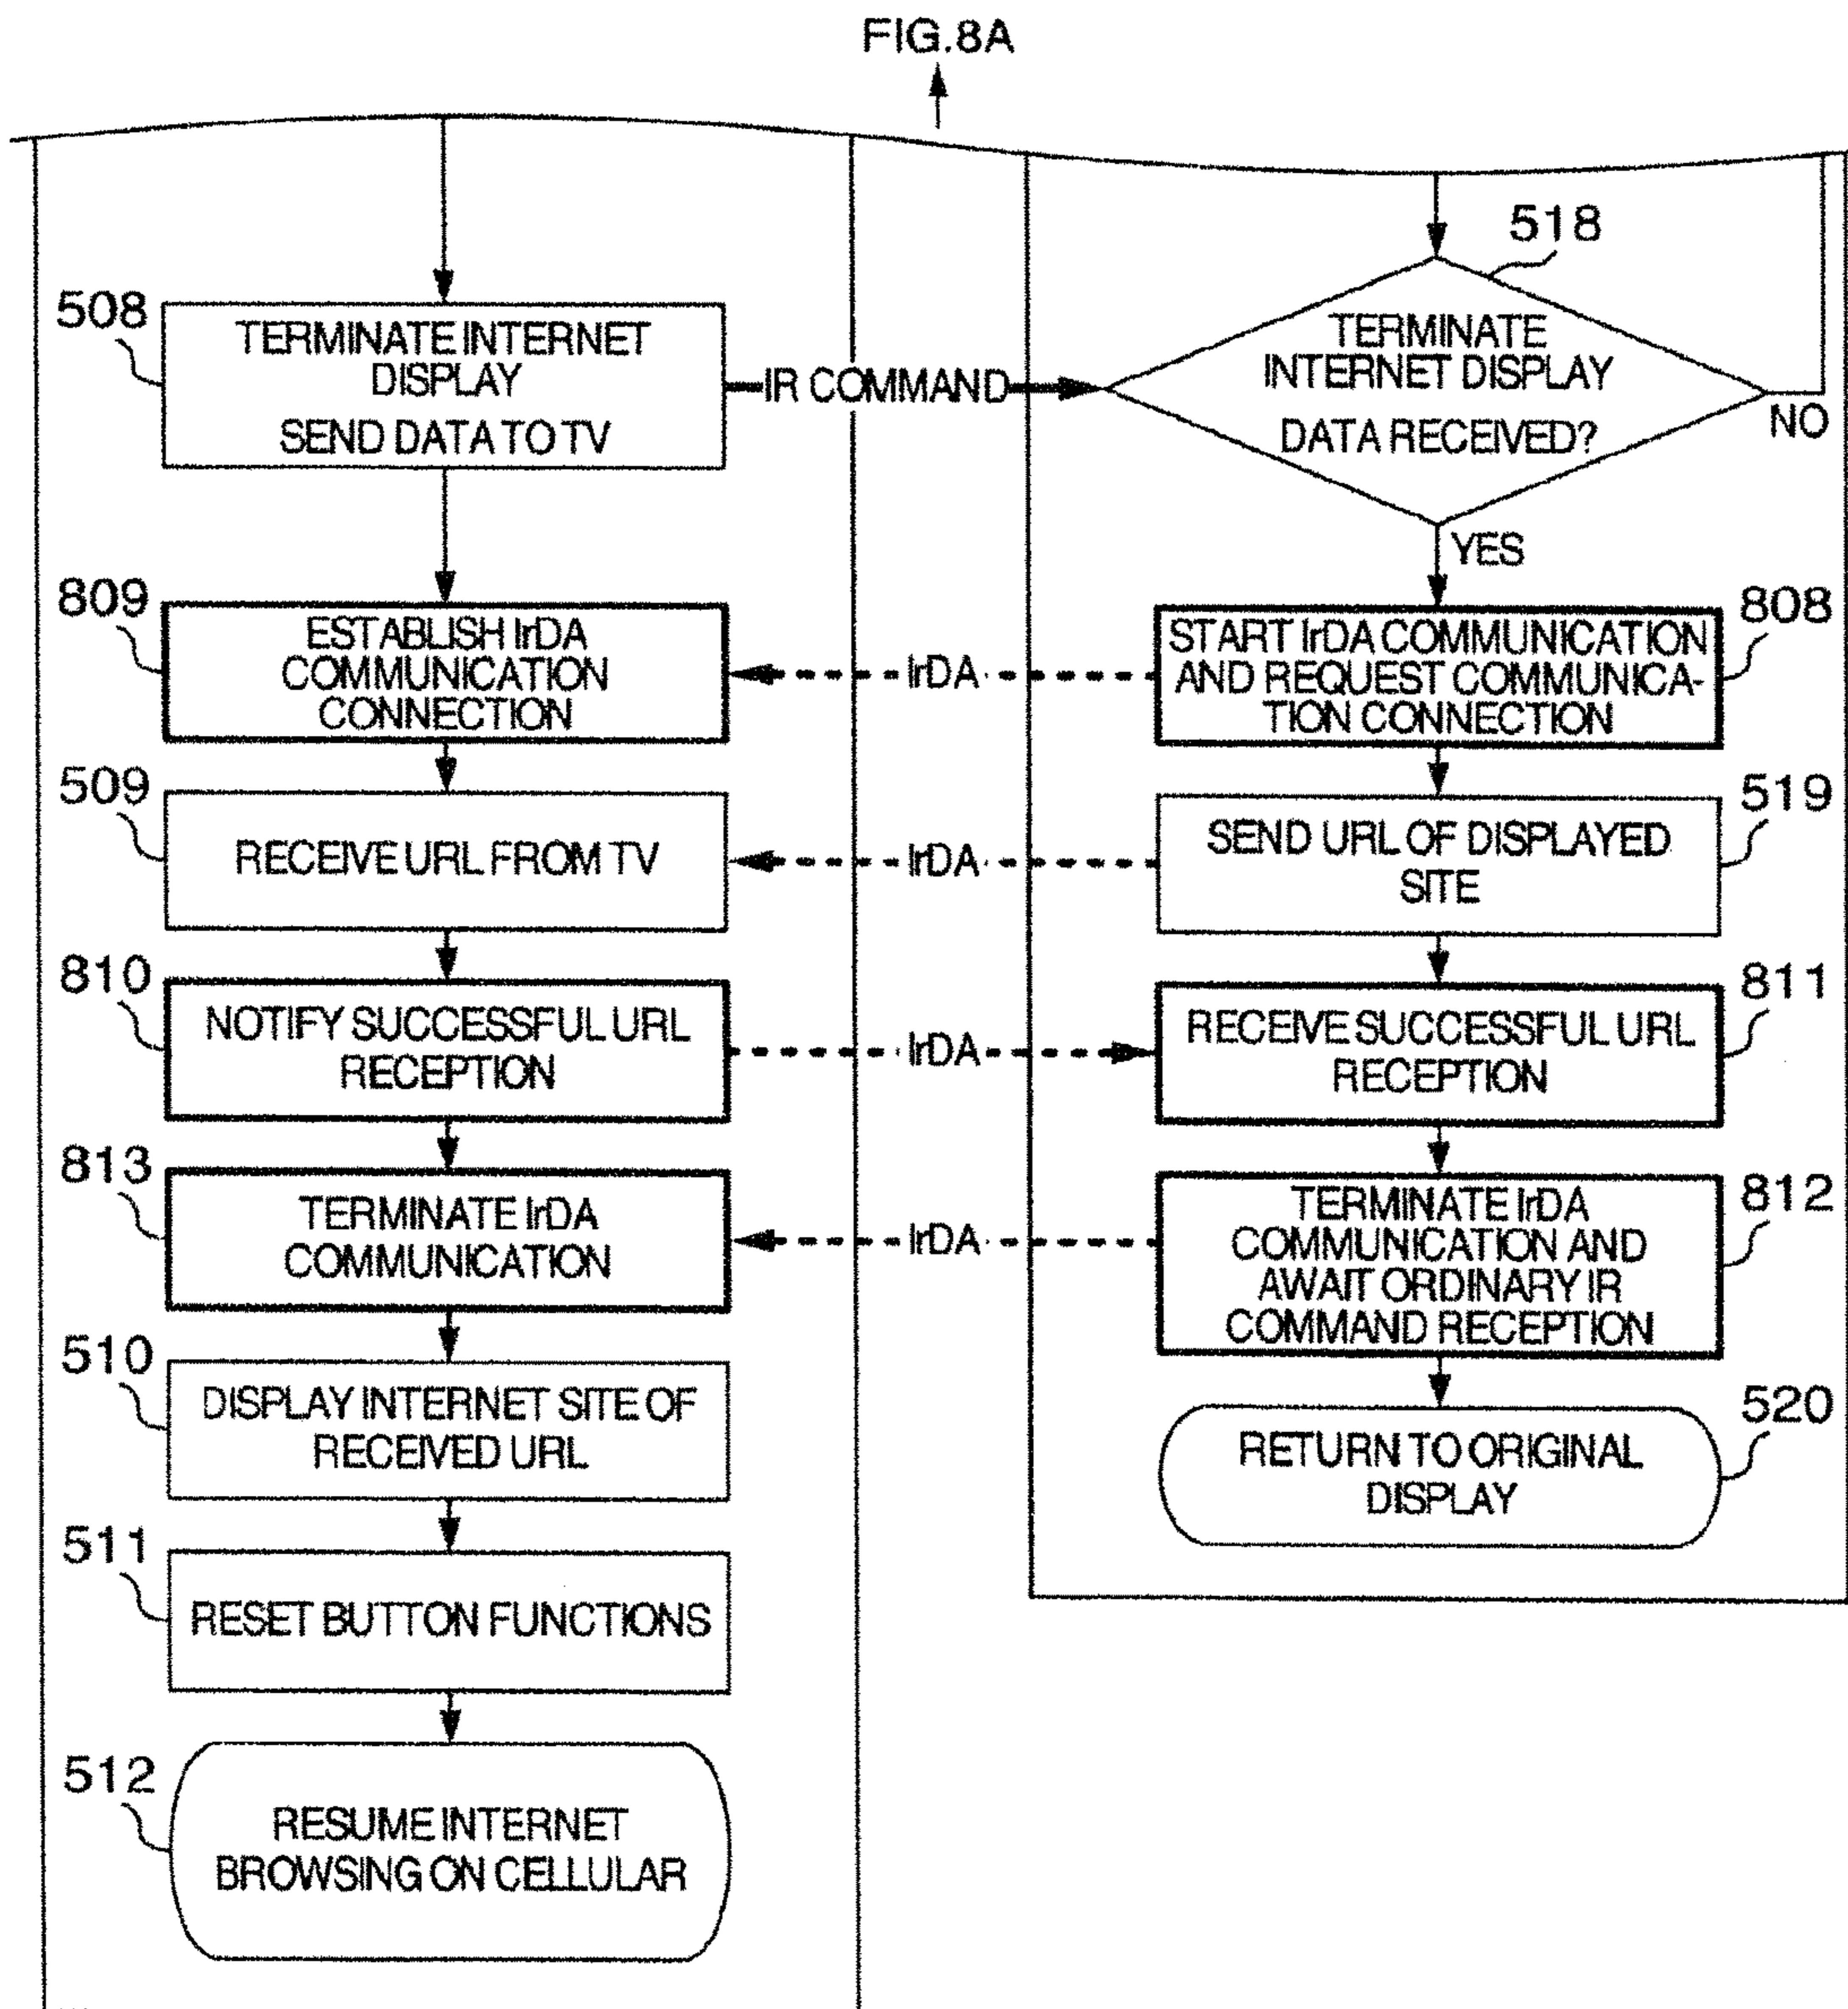 FIG.8A
508
TERMINATE INTERNET
DISPLAY
SEND DATA TO TV
IR COMMAND
518
TERMINATE
INTERNET DISPLAY
DATA RECEIVED?
NO
YES
809
ESTABLISH IrDA
COMMUNICATION
CONNECTION
IrDA
808
START IrDA COMMUNICATION
AND REQUEST COMMUNICA-
TION CONNECTION
509
RECEIVE URL FROM TV
IrDA
519
SEND URL OF DISPLAYED
SITE
810
NOTIFY SUCCESSFUL URL
RECEPTION
IrDA
811
RECEIVE SUCCESSFUL URL
RECEPTION
813
TERMINATE IrDA
COMMUNICATION
IrDA
812
TERMINATE IrDA
COMMUNICATION AND
AWAIT ORDINARY IR
COMMAND RECEPTION
510
DISPLAY INTERNET SITE OF
RECEIVED URL
520
RETURN TO ORIGINAL
DISPLAY
511
RESET BUTTON FUNCTIONS
512
RESUME INTERNET
BROWSING ON CELLULAR